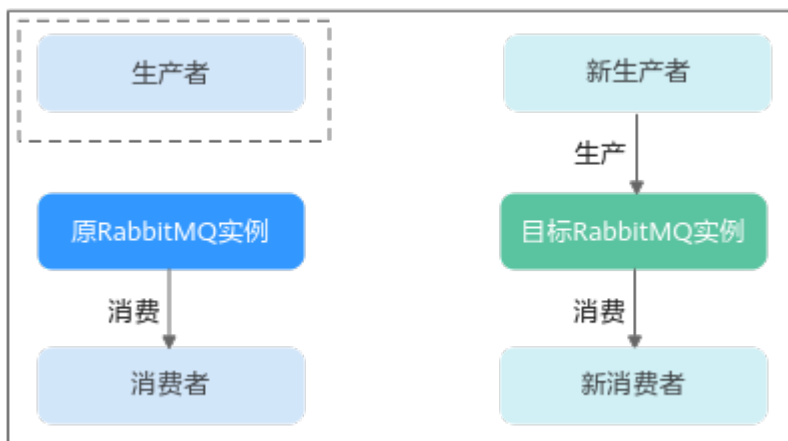 生产者
新生产者
生产
原RabbitMQ实例
目标RabbitMQ实例
消费
消费
消费者
新消费者